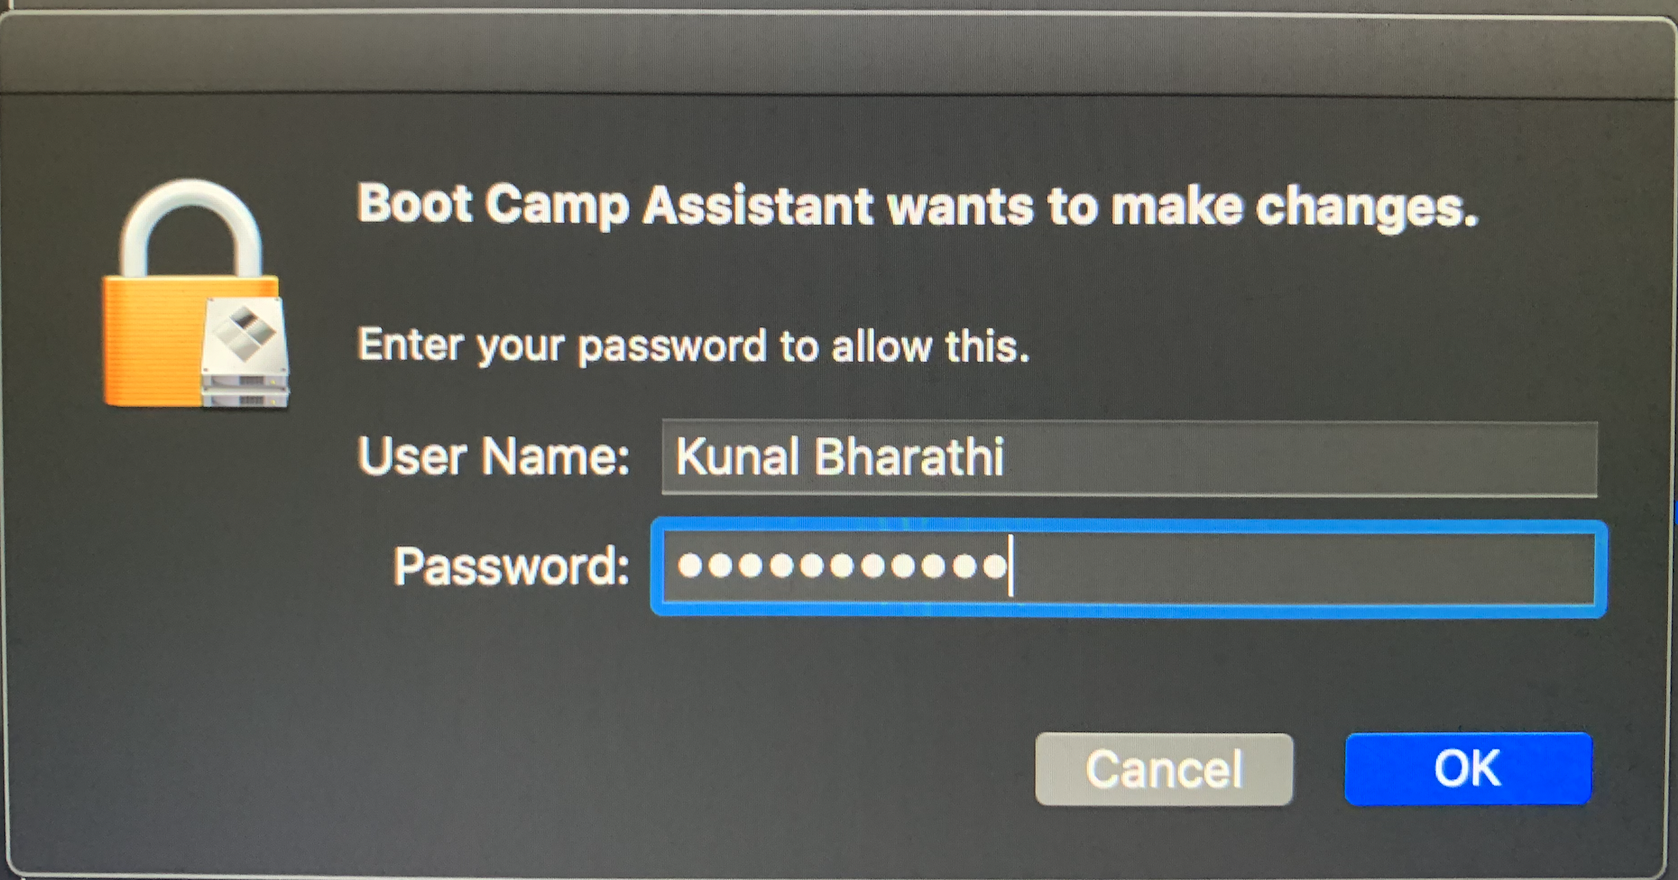 Boot Camp Assistant wants to make changes.
Enter your password to allow this.
User Name: Kunal Bharathi
Password: •••••••••••
Cancel OK